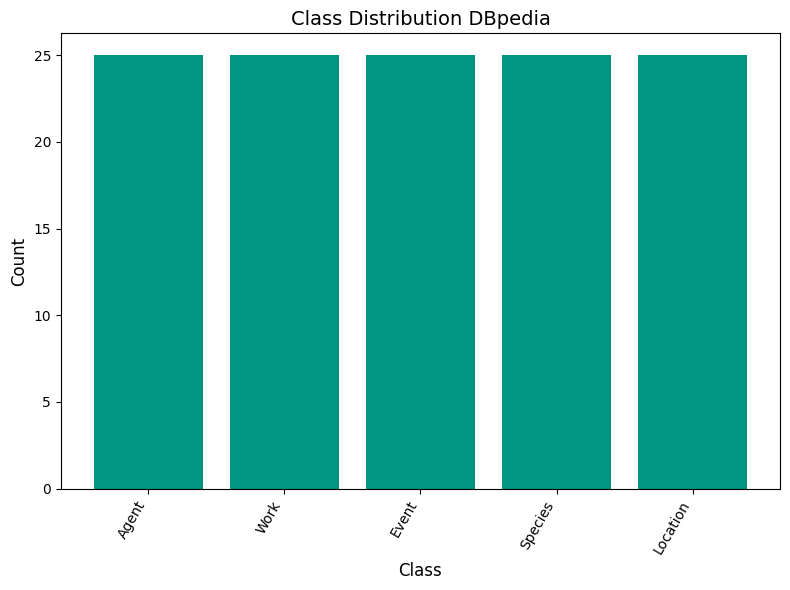 Class Distribution DBpedia
Count
25
20
15
10
5
0
Agent
Work
Event
Species
Location
Class